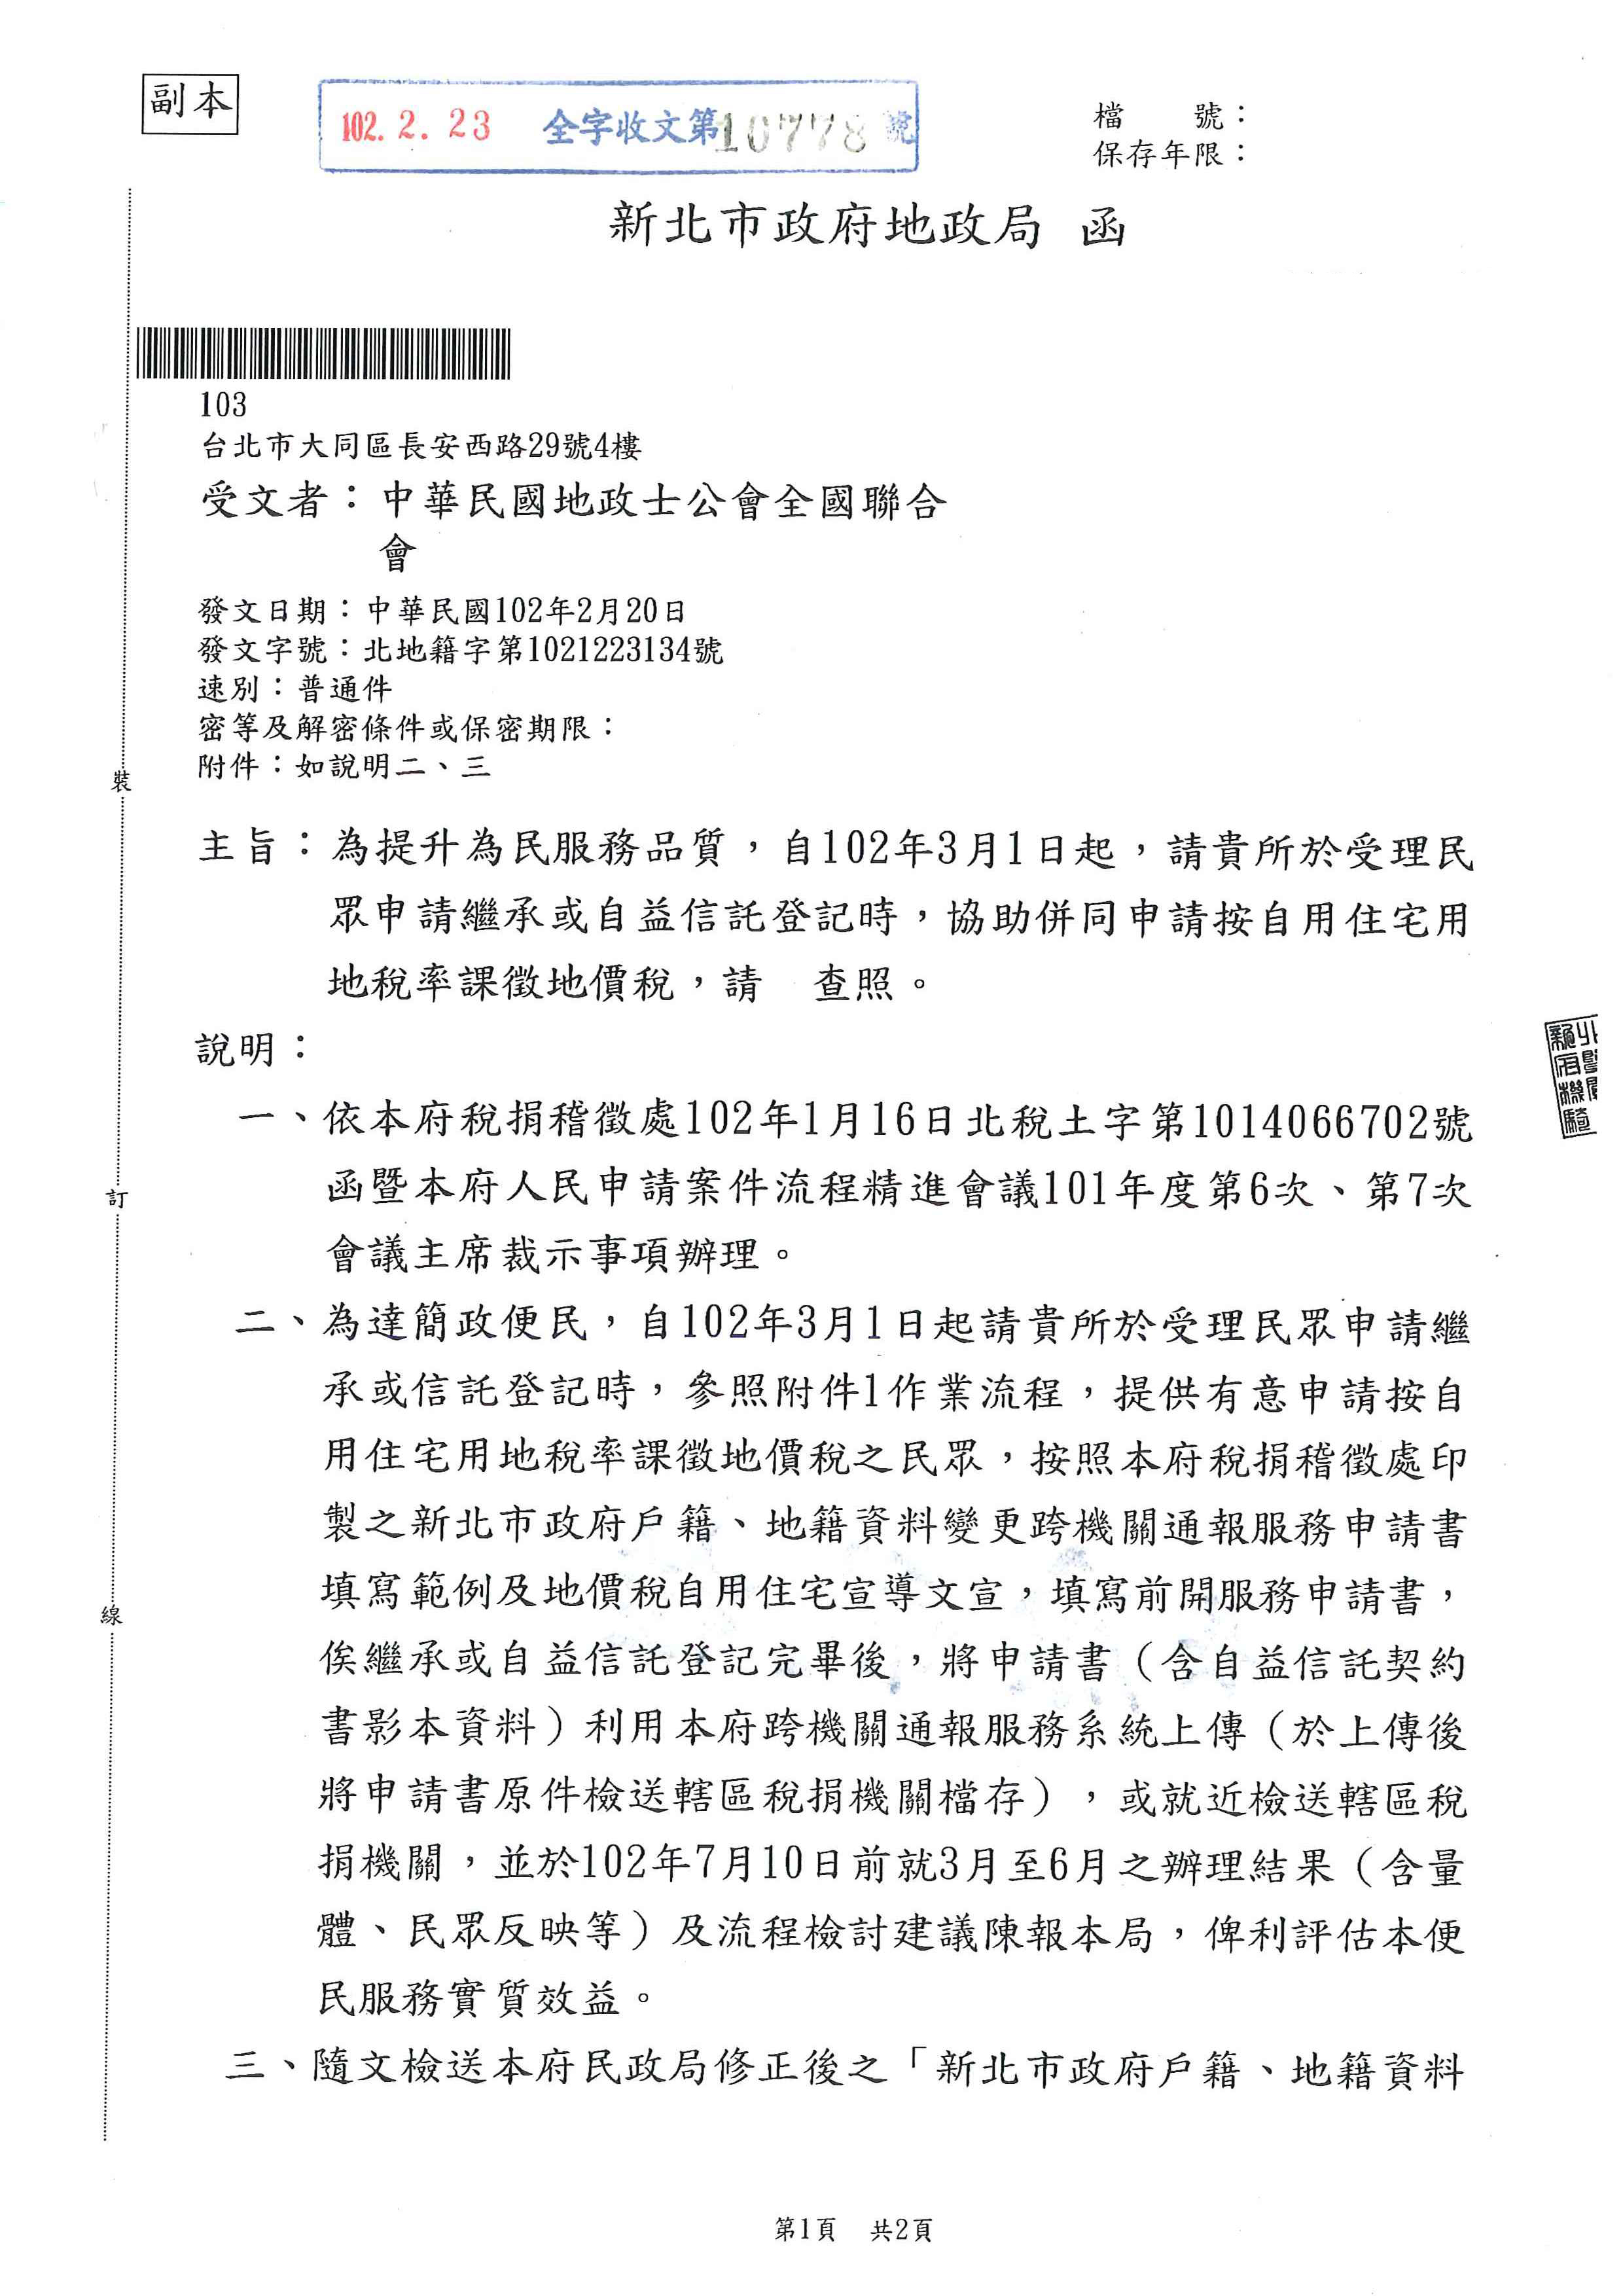 副本
102. 2. 23 全字收文第10778號
檔　　號：
保存年限：
新北市政府地政局 函
103
台北市大同區長安西路29號4樓
受文者：中華民國地政士公會全國聯合
會
發文日期：中華民國102年2月20日
發文字號：北地籍字第1021223134號
速別：普通件
密等及解密條件或保密期限：
附件：如說明二、三
主旨：為提升為民服務品質，自102年3月1日起，請貴所於受理民
眾申請繼承或自益信託登記時，協助併同申請按自用住宅用
地稅率課徵地價稅，請　查照。
說明：
一、依本府稅捐稽徵處102年1月16日北稅土字第1014066702號
函暨本府人民申請案件流程精進會議101年度第6次、第7次
會議主席裁示事項辦理。
二、為達簡政便民，自102年3月1日起請貴所於受理民眾申請繼
承或信託登記時，參照附件1作業流程，提供有意申請按自
用住宅用地稅率課徵地價稅之民眾，按照本府稅捐稽徵處印
製之新北市政府戶籍、地籍資料變更跨機關通報服務申請書
填寫範例及地價稅自用住宅宣導文宣，填寫前開服務申請書，
俟繼承或自益信託登記完畢後，將申請書（含自益信託契約
書影本資料）利用本府跨機關通報服務系統上傳（於上傳後
將申請書原件檢送轄區稅捐機關檔存），或就近檢送轄區稅
捐機關，並於102年7月10日前就3月至6月之辦理結果（含量
體、民眾反映等）及流程檢討建議陳報本局，俾利評估本便
民服務實質效益。
三、隨文檢送本府民政局修正後之「新北市政府戶籍、地籍資料
裝
訂
線
第1頁　共2頁